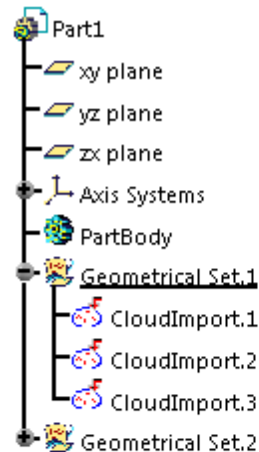 Part1
xy plane
yz plane
zx plane
Axis Systems
PartBody
Geometrical Set.1
CloudImport.1
CloudImport.2
CloudImport.3
Geometrical Set.2